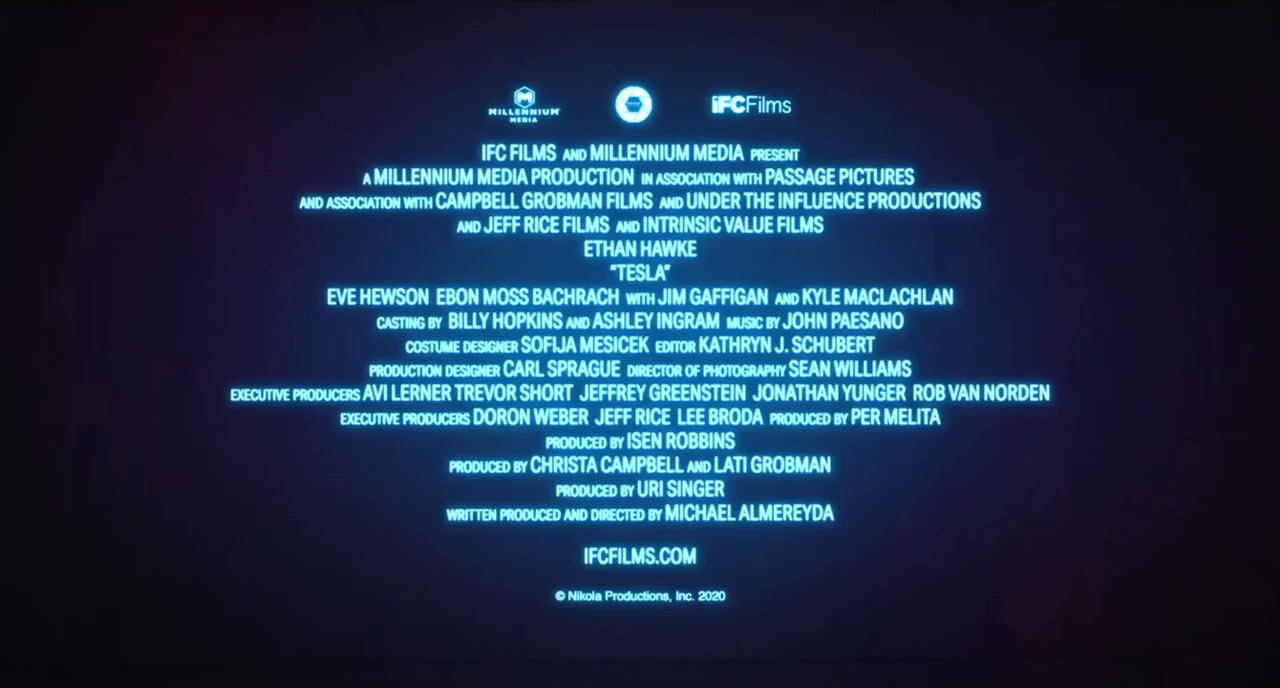 MILLENNIUM MEDIA iFCFilms
IFC FILMS AND MILLENNIUM MEDIA PRESENT
A MILLENNIUM MEDIA PRODUCTION IN ASSOCIATION WITH PASSAGE PICTURES
AND ASSOCIATION WITH CAMPBELL GROBMAN FILMS AND UNDER THE INFLUENCE PRODUCTIONS
AND JEFF RICE FILMS AND INTRINSIC VALUE FILMS
ETHAN HAWKE
"TESLA"
EVE HEWSON EBON MOSS BACHRACH WITH JIM GAFFIGAN AND KYLE MACLACHLAN
CASTING BY BILLY HOPKINS AND ASHLEY INGRAM MUSIC BY JOHN PAESANO
COSTUME DESIGNER SOFIJA MESICEK EDITOR KATHRYN J. SCHUBERT
PRODUCTION DESIGNER CARL SPRAGUE DIRECTOR OF PHOTOGRAPHY SEAN WILLIAMS
EXECUTIVE PRODUCERS AVI LERNER TREVOR SHORT JEFFREY GREENSTEIN JONATHAN YUNGER ROB VAN NORDEN
EXECUTIVE PRODUCERS DORON WEBER JEFF RICE LEE BRODA PRODUCED BY PER MELITA
PRODUCED BY ISEN ROBBINS
PRODUCED BY CHRISTA CAMPBELL AND LATI GROBMAN
PRODUCED BY URI SINGER
WRITTEN PRODUCED AND DIRECTED BY MICHAEL ALMEREYDA
IFCFILMS.COM
© Nikola Productions, Inc. 2020